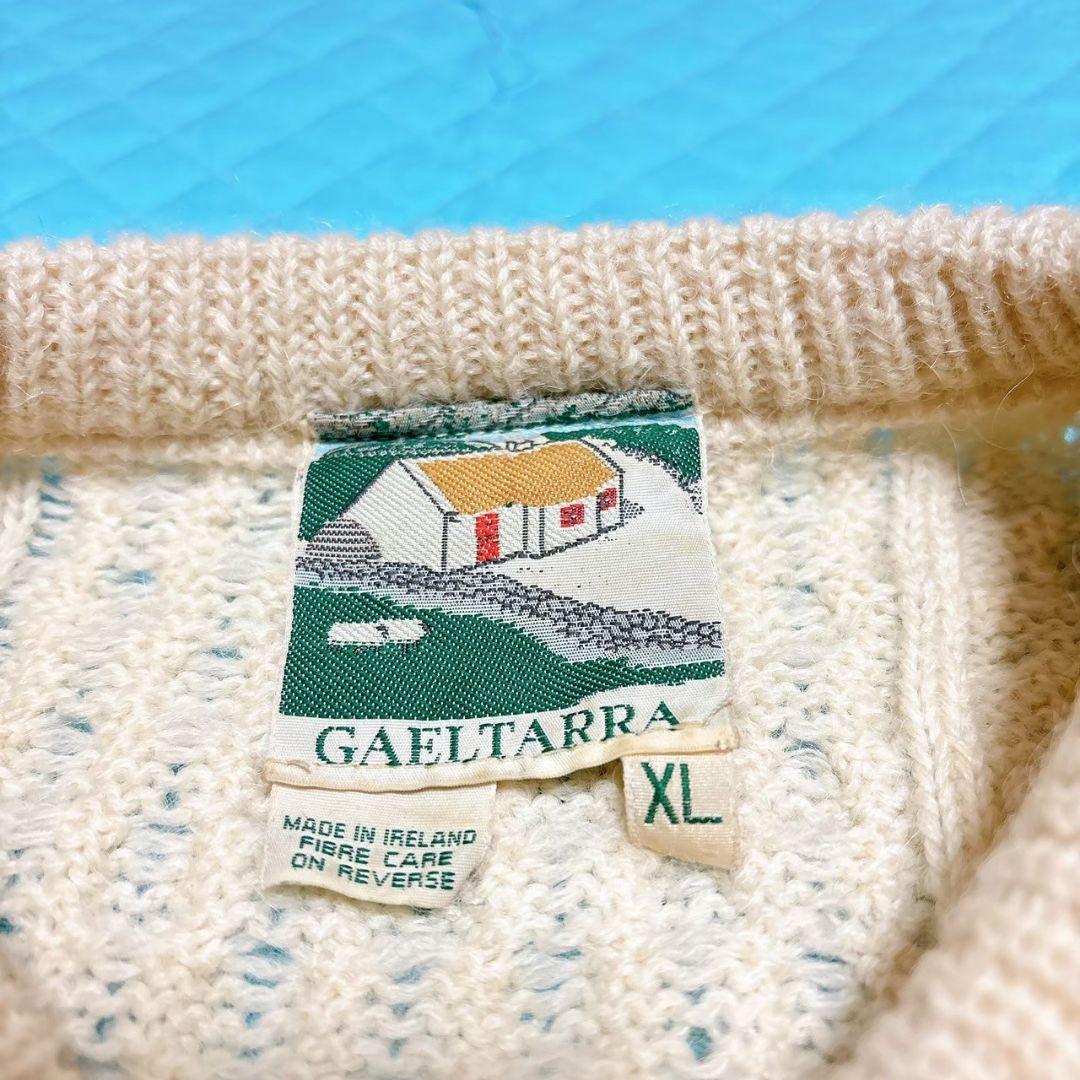 GAELTARRA
XL
MADE IN IRELAND
FIBRE CARE
ON REVERSE